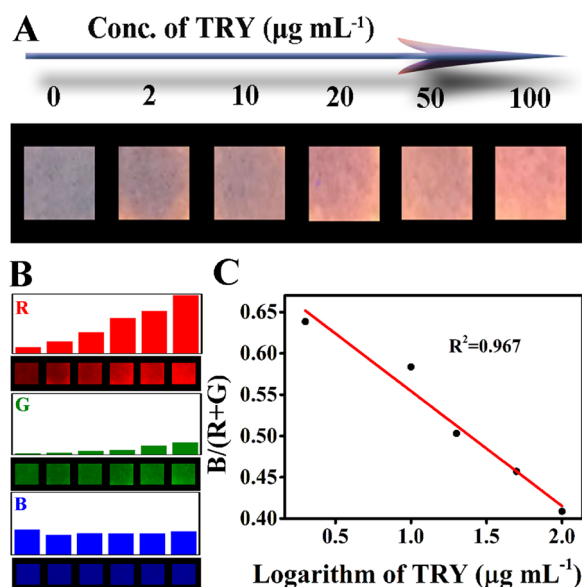 A
Conc. of TRY (μg mL⁻¹)
0 2 10 20 50 100
B
R
G
B
C
B/(R+G)
0.65
0.60
0.55
0.50
0.45
0.40
R²=0.967
0.5 1.0 1.5 2.0
Logarithm of TRY (μg mL⁻¹)